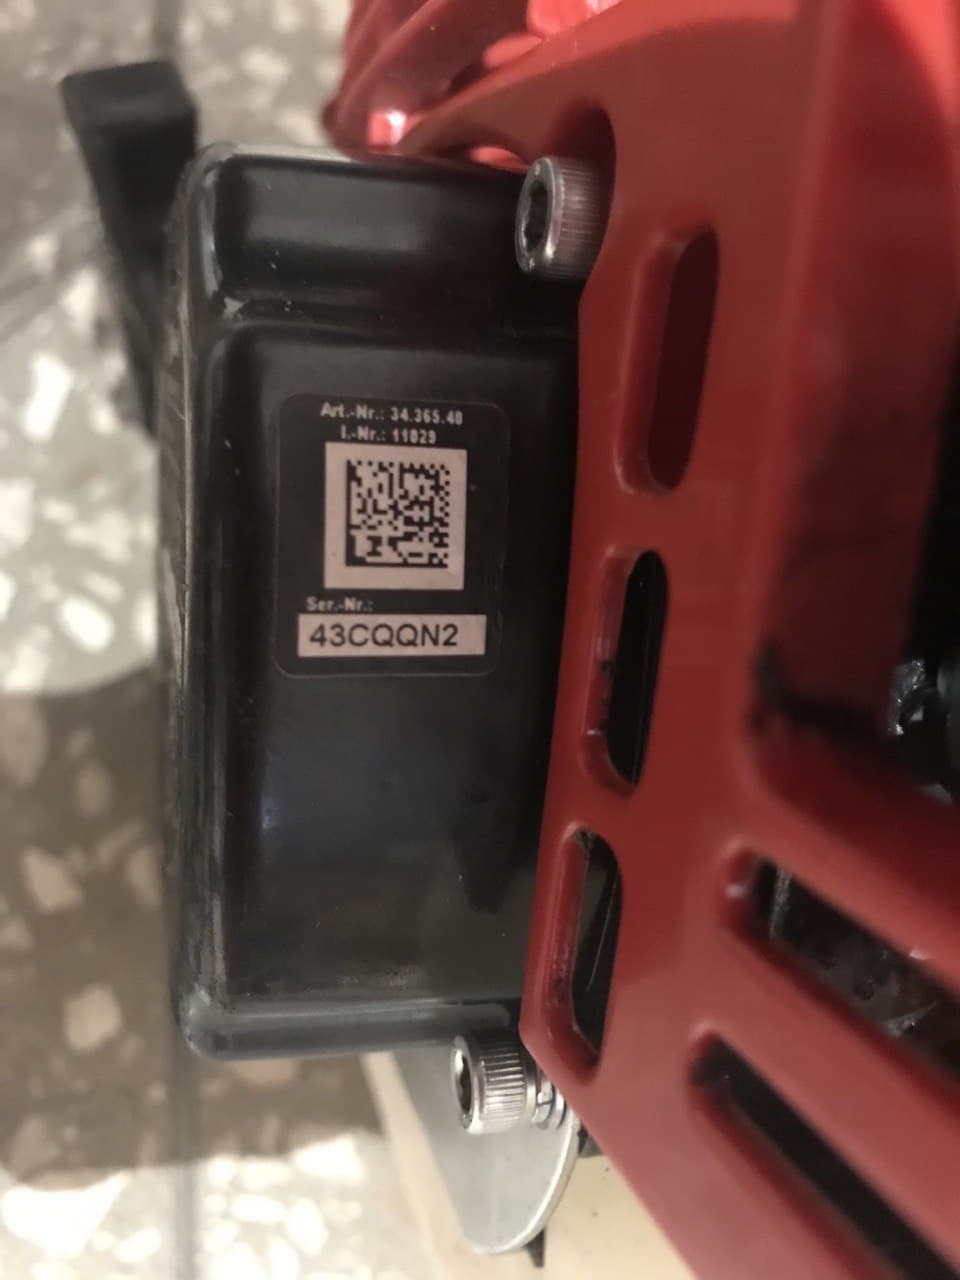 Art.-Nr.: 34.365.40
I.-Nr.: 11029
Ser.-Nr.:
43CQQN2